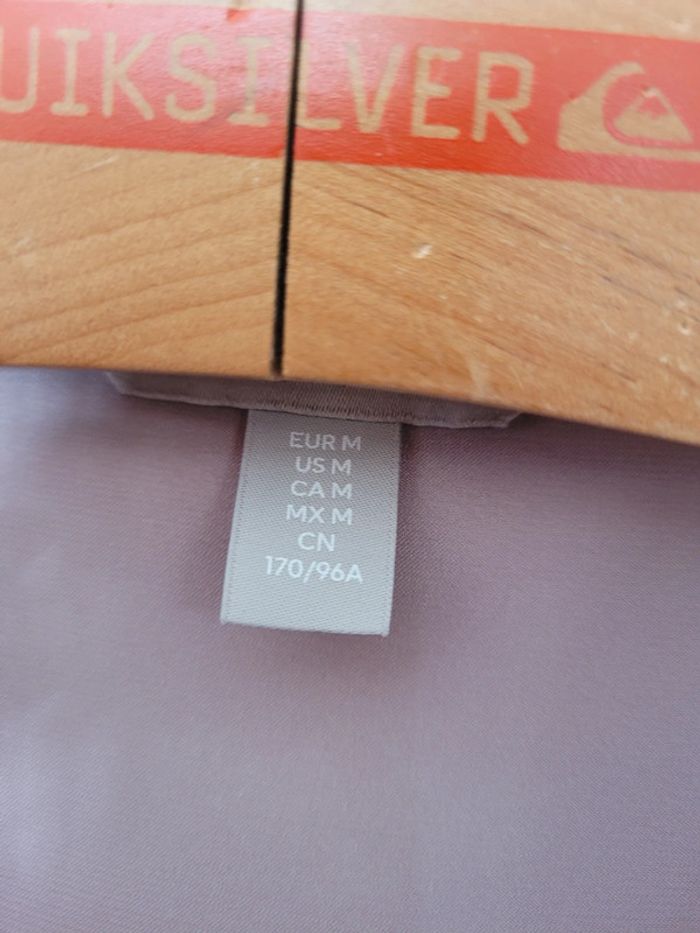 UIKSILVER
EUR M
US M
CA M
MX M
CN
170/96A